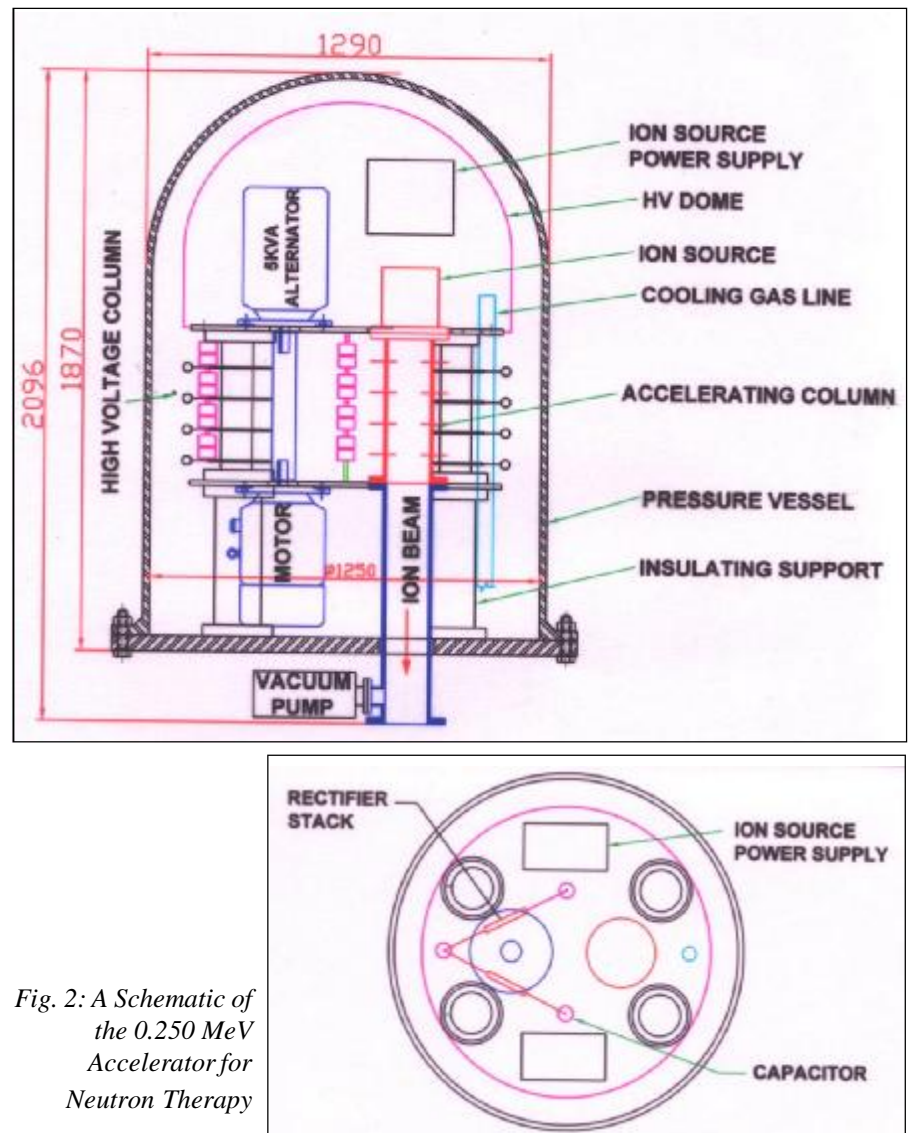 1290
ION SOURCE
POWER SUPPLY
HV DOME
5KVA
ALTERNATOR
ION SOURCE
COOLING GAS LINE
HIGH VOLTAGE COLUMN
2096
1870
ACCELERATING COLUMN
PRESSURE VESSEL
MOTOR
ION BEAM
ø1250
INSULATING SUPPORT
VACUUM
PUMP
RECTIFIER
STACK
ION SOURCE
POWER SUPPLY
CAPACITOR
Fig. 2: A Schematic of
the 0.250 MeV
Accelerator for
Neutron Therapy